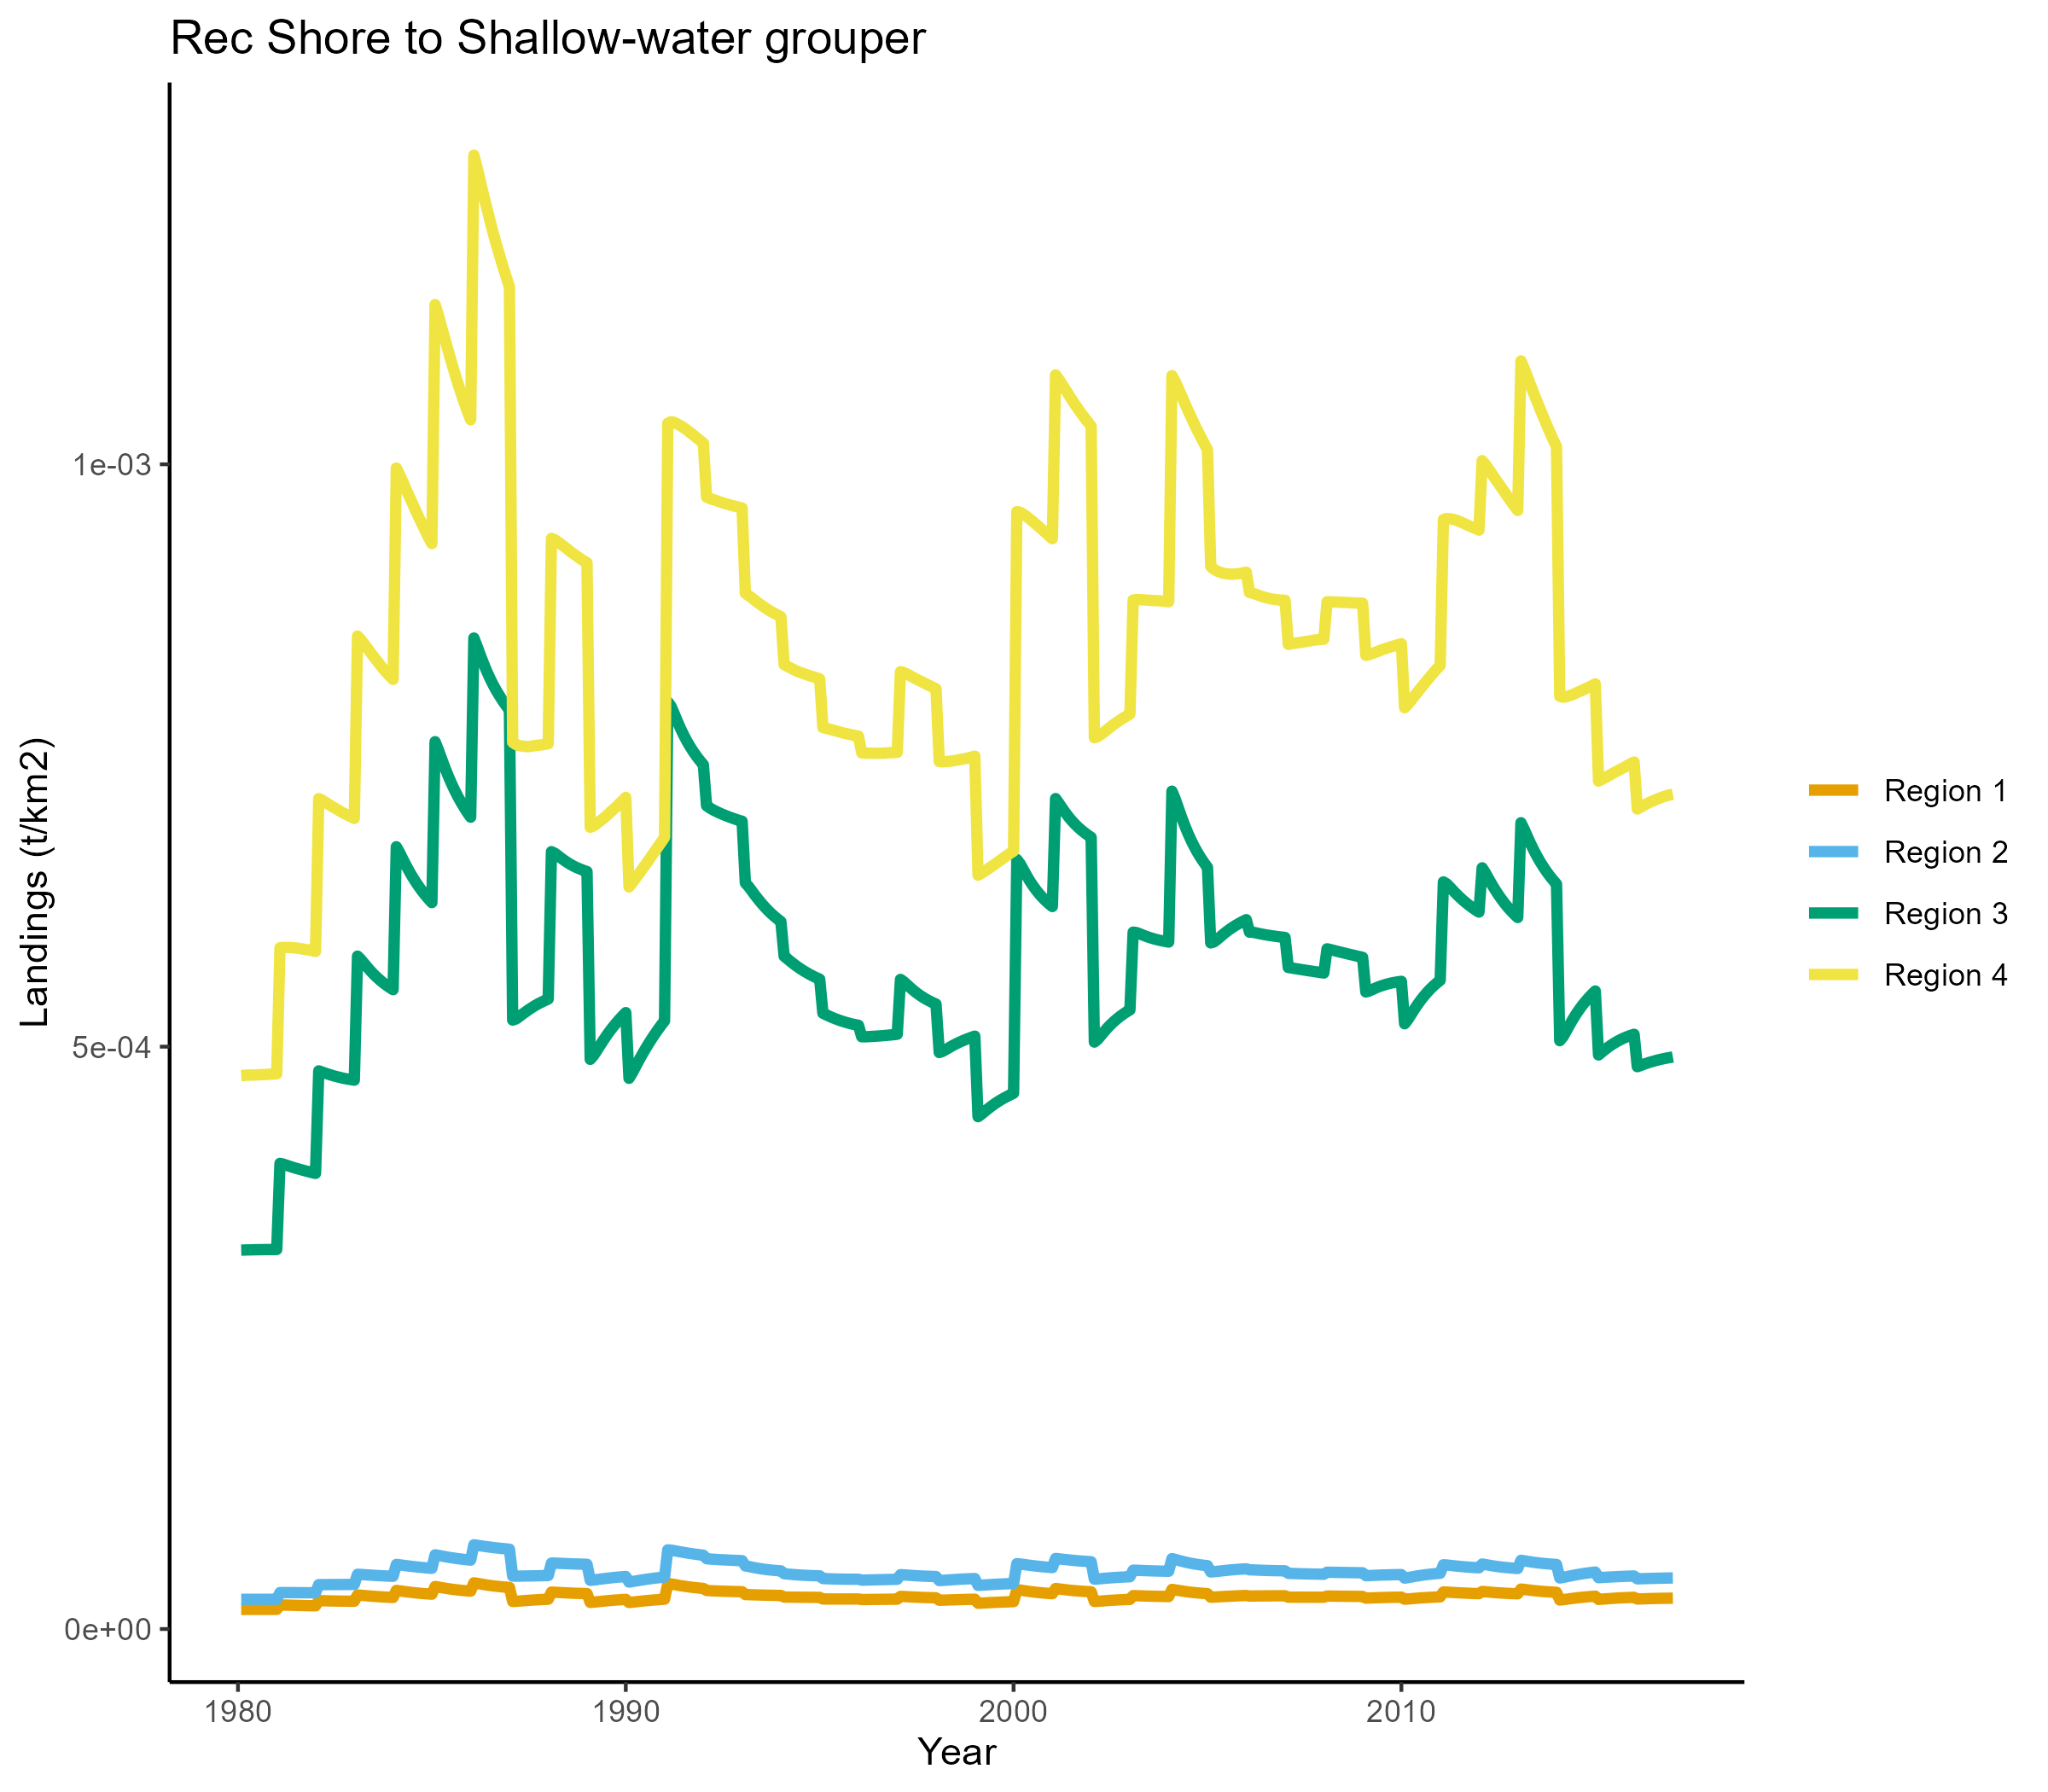 Rec Shore to Shallow-water grouper
Landings (t/km2)
1e-03
5e-04
0e+00
1980
1990
2000
2010
Year
Region 1
Region 2
Region 3
Region 4